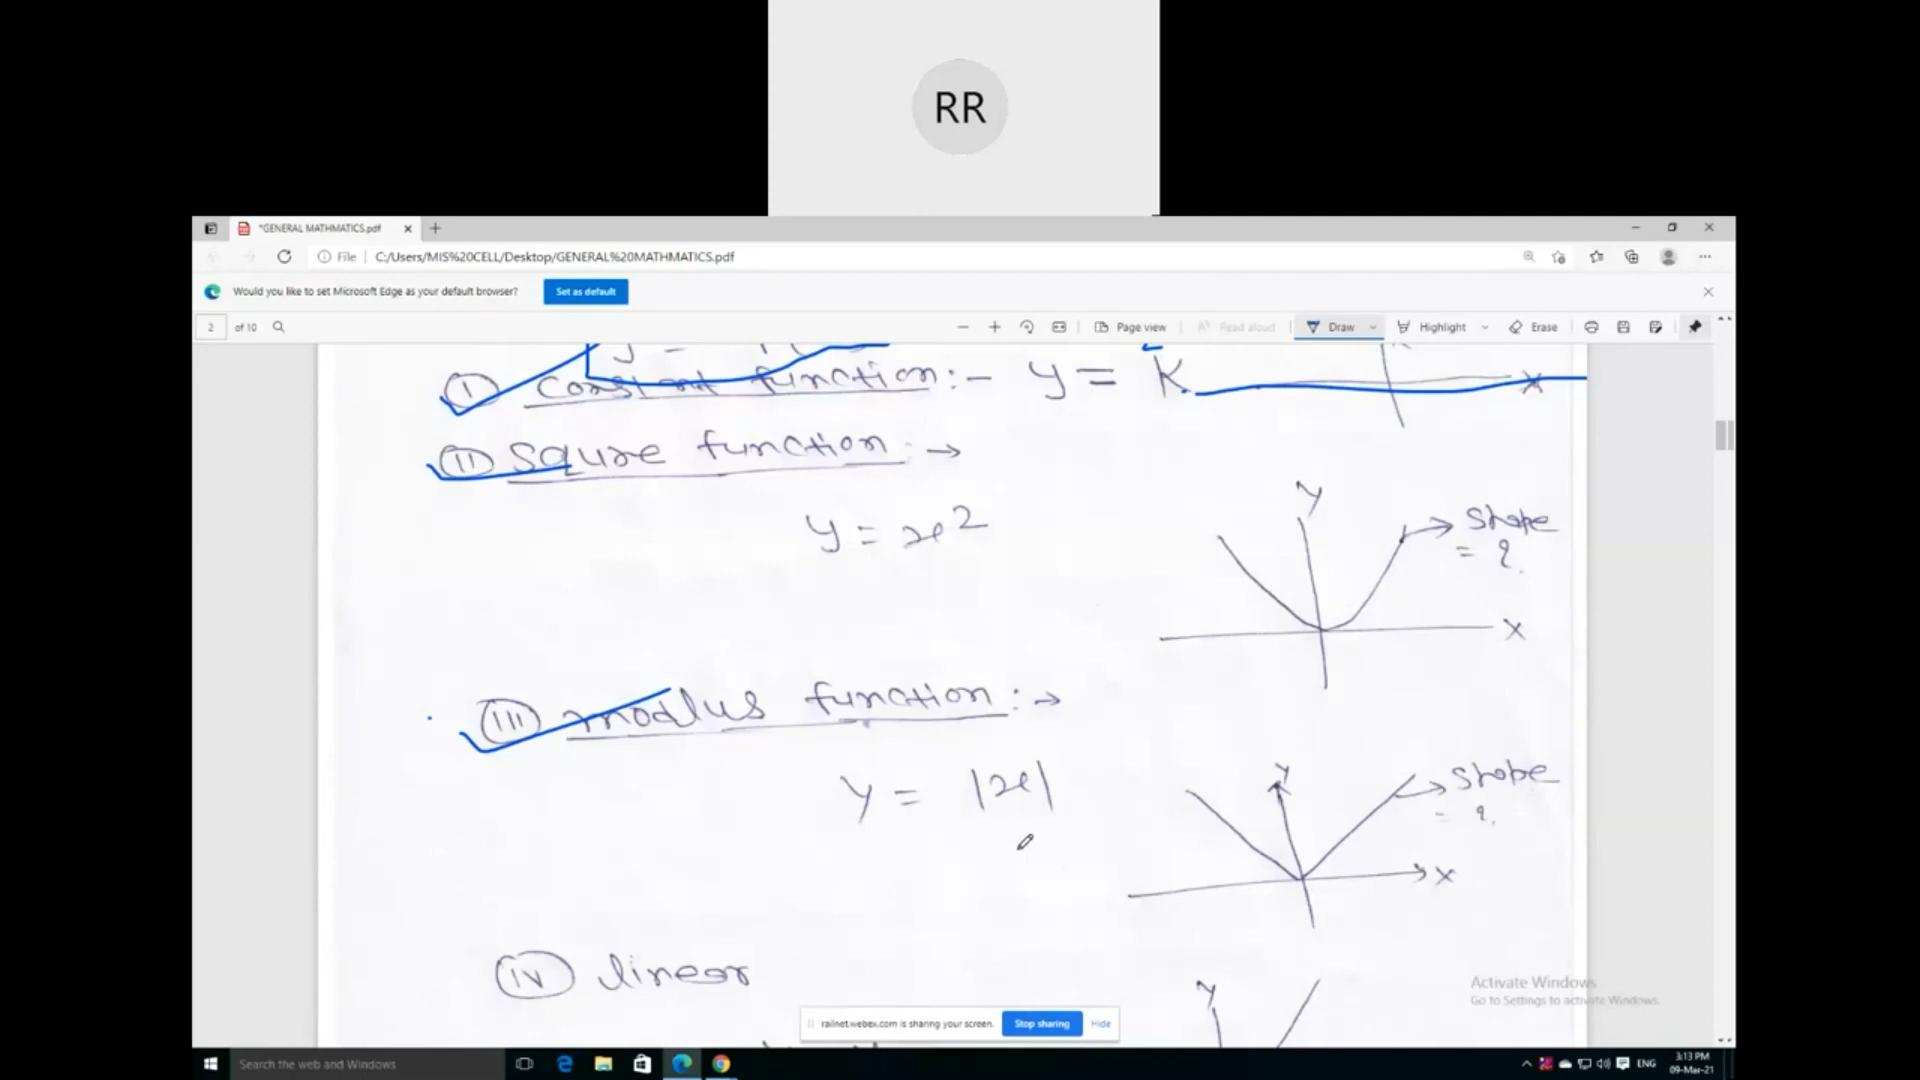 RR
*GENERAL MATHMATICS.pdf
File C:/Users/MIS%20CELL/Desktop/GENERAL%20MATHMATICS.pdf
Would you like to set Microsoft Edge as your default browser? Set as default
2 of 10 Page view Read aloud Draw Highlight Erase
(I) Constant function :- y = K. X
(II) Squre function :→
y = x² Y Shape = ?
X
(III) modlus function :→
y = |x| Y Shape = ?
X
(iv) linear Y
Activate Windows
Go to Settings to activate Windows.
railnet.webex.com is sharing your screen. Stop sharing Hide
Search the web and Windows ENG 3:13 PM
09-Mar-21